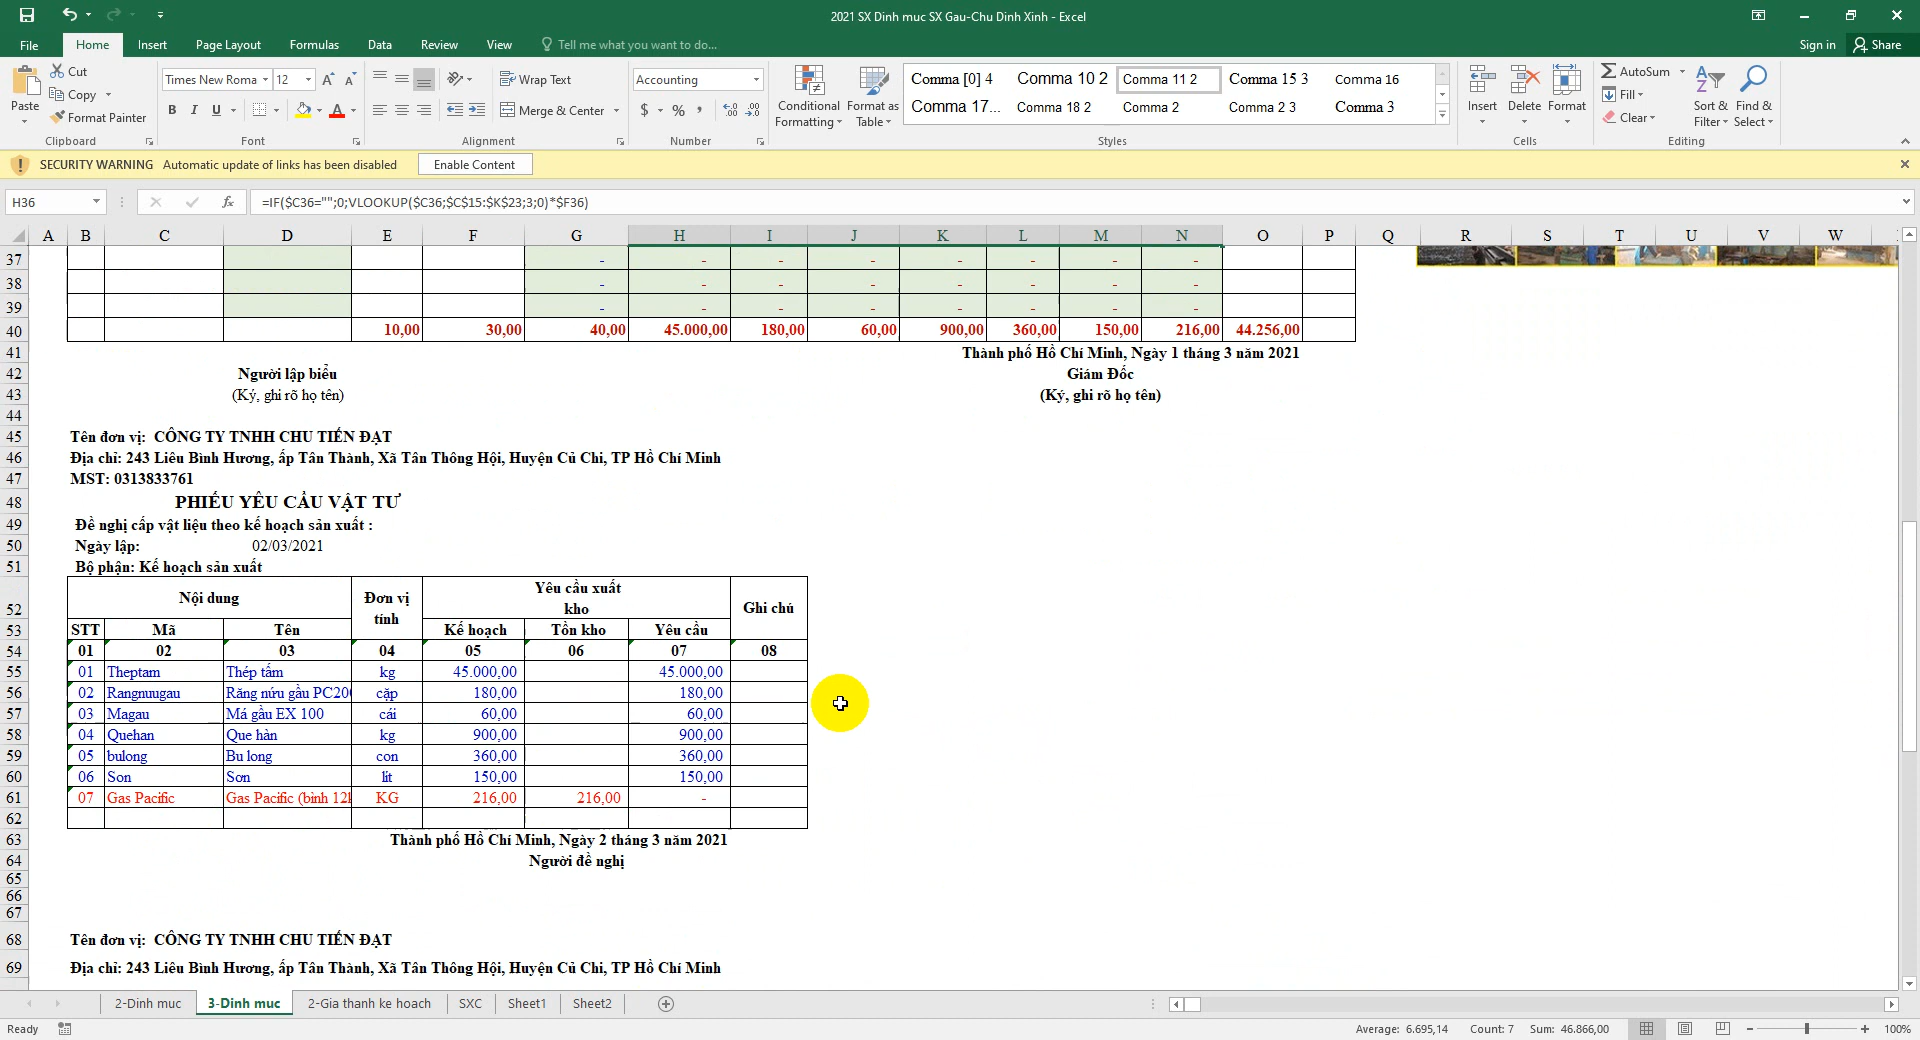 2021 SX Dinh muc SX Gau-Chu Dinh Xinh - Excel
File Home Insert Page Layout Formulas Data Review View Tell me what you want to do... Sign in Share
Paste Cut Copy Format Painter
Times New Roma 12
Wrap Text
Merge & Center
Accounting
Conditional Formatting Format as Table
Comma [0] 4 Comma 10 2 Comma 11 2 Comma 15 3 Comma 16
Comma 17... Comma 18 2 Comma 2 Comma 2 3 Comma 3
Insert Delete Format
AutoSum Fill Clear Sort & Filter Find & Select
Clipboard Font Alignment Number Styles Cells Editing
SECURITY WARNING Automatic update of links has been disabled Enable Content
H36 =IF($C36="";0;VLOOKUP($C36;$C$15:$K$23;3;0)*$F36)
A B C D E F G H I J K L M N O P Q R S T U V W
37 - - - - - - - -
38 - - - - - - - -
39 - - - - - - - -
40 10,00 30,00 40,00 45.000,00 180,00 60,00 900,00 360,00 150,00 216,00 44.256,00
41 Thành phố Hồ Chí Minh, Ngày 1 tháng 3 năm 2021
42 Người lập biểu Giám Đốc
43 (Ký, ghi rõ họ tên) (Ký, ghi rõ họ tên)
44
45 Tên đơn vị: CÔNG TY TNHH CHU TIẾN ĐẠT
46 Địa chỉ: 243 Liêu Bình Hương, ấp Tân Thành, Xã Tân Thông Hội, Huyện Củ Chi, TP Hồ Chí Minh
47 MST: 0313833761
48 PHIẾU YÊU CẦU VẬT TƯ
49 Đề nghị cấp vật liệu theo kế hoạch sản xuất :
50 Ngày lập: 02/03/2021
51 Bộ phận: Kế hoạch sản xuất
52 Nội dung Đơn vị tính Yêu cầu xuất kho Ghi chú
53 STT Mã Tên Kế hoạch Tồn kho Yêu cầu
54 01 02 03 04 05 06 07 08
55 01 Theptam Thép tấm kg 45.000,00 45.000,00
56 02 Rangnuugau Răng nứu gầu PC20 cặp 180,00 180,00
57 03 Magau Má gầu EX 100 cái 60,00 60,00
58 04 Quehan Que hàn kg 900,00 900,00
59 05 bulong Bu long con 360,00 360,00
60 06 Son Sơn lít 150,00 150,00
61 07 Gas Pacific Gas Pacific (bình 12 KG 216,00 216,00 -
62
63 Thành phố Hồ Chí Minh, Ngày 2 tháng 3 năm 2021
64 Người đề nghị
65
66
67
68 Tên đơn vị: CÔNG TY TNHH CHU TIẾN ĐẠT
69 Địa chỉ: 243 Liêu Bình Hương, ấp Tân Thành, Xã Tân Thông Hội, Huyện Củ Chi, TP Hồ Chí Minh
2-Dinh muc 3-Dinh muc 2-Gia thanh ke hoach SXC Sheet1 Sheet2
Ready Average: 6.695,14 Count: 7 Sum: 46.866,00 100%